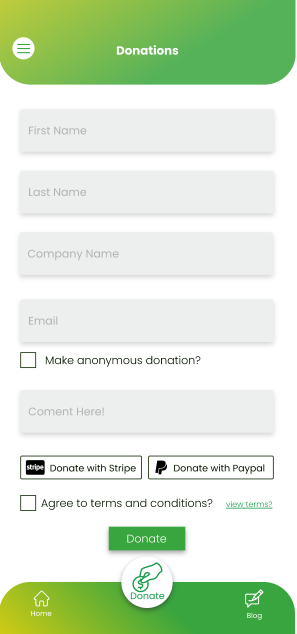 Donations
First Name
Last Name
Company Name
Email
Make anonymous donation?
Coment Here!
stripe Donate with Stripe
Donate with Paypal
Agree to terms and conditions? view terms?
Donate
Donate
Home
Blog